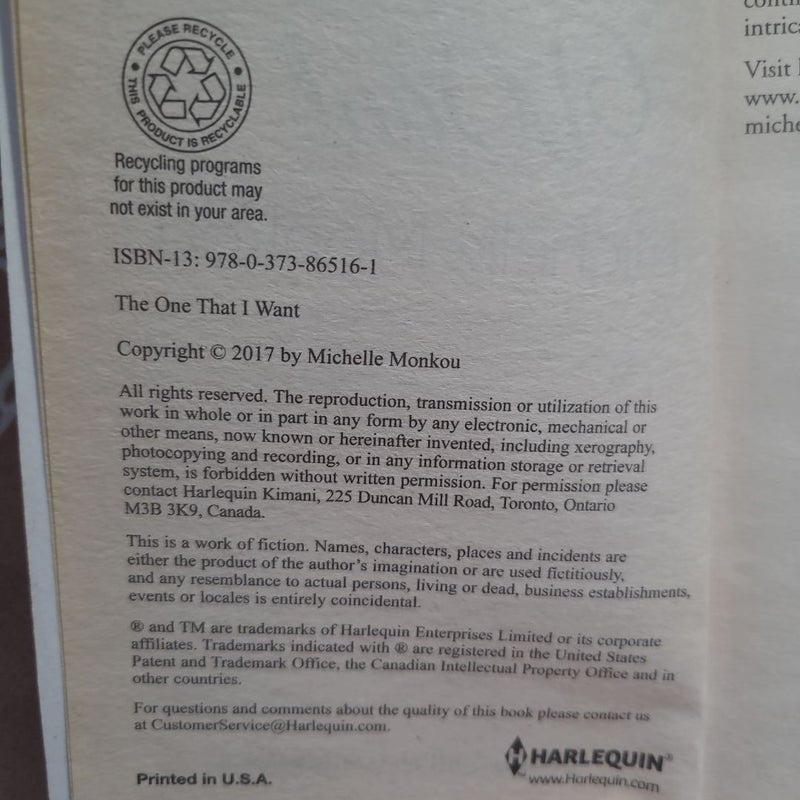 PLEASE RECYCLE
THIS PRODUCT IS RECYCLABLE
Recycling programs
for this product may
not exist in your area.
ISBN-13: 978-0-373-86516-1
The One That I Want
Copyright © 2017 by Michelle Monkou
All rights reserved. The reproduction, transmission or utilization of this
work in whole or in part in any form by any electronic, mechanical or
other means, now known or hereinafter invented, including xerography,
photocopying and recording, or in any information storage or retrieval
system, is forbidden without written permission. For permission please
contact Harlequin Kimani, 225 Duncan Mill Road, Toronto, Ontario
M3B 3K9, Canada.
This is a work of fiction. Names, characters, places and incidents are
either the product of the author's imagination or are used fictitiously,
and any resemblance to actual persons, living or dead, business establishments,
events or locales is entirely coincidental.
® and TM are trademarks of Harlequin Enterprises Limited or its corporate
affiliates. Trademarks indicated with ® are registered in the United States
Patent and Trademark Office, the Canadian Intellectual Property Office and in
other countries.
For questions and comments about the quality of this book please contact us
at CustomerService@Harlequin.com.
Printed in U.S.A.
HARLEQUIN®
www.Harlequin.com
intric
Visit
www.
miche